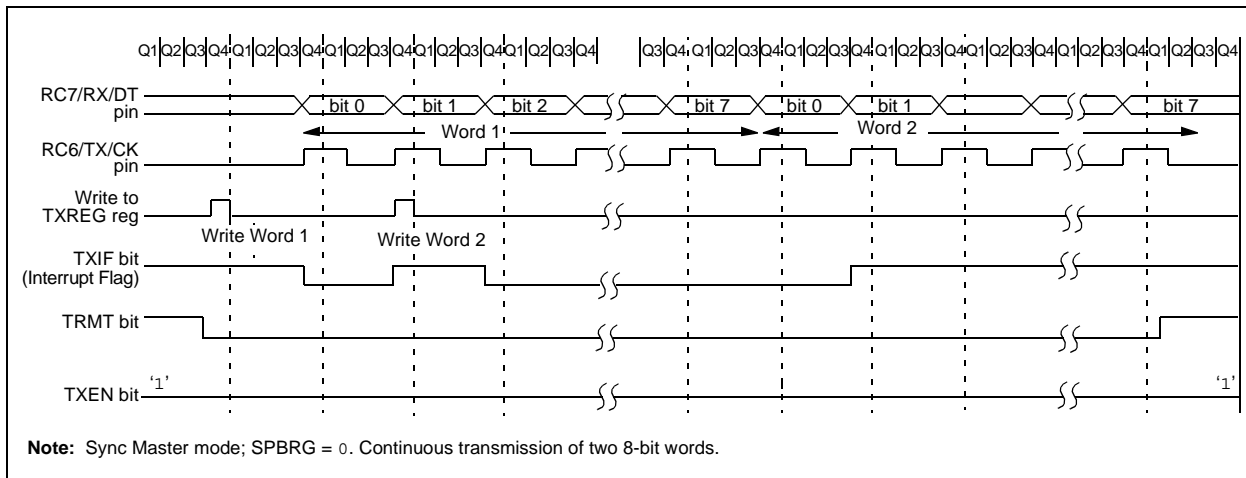 Q1 Q2 Q3 Q4 Q1 Q2 Q3 Q4 Q1 Q2 Q3 Q4 Q1 Q2 Q3 Q4 Q1 Q2 Q3 Q4 Q3 Q4 Q1 Q2 Q3 Q4 Q1 Q2 Q3 Q4 Q1 Q2 Q3 Q4 Q1 Q2 Q3 Q4 Q1 Q2 Q3 Q4 Q1 Q2 Q3 Q4
RC7/RX/DT
pin
bit 0 bit 1 bit 2 bit 7 bit 0 bit 1 bit 7
Word 1 Word 2
RC6/TX/CK
pin
Write to
TXREG reg
Write Word 1 Write Word 2
TXIF bit
(Interrupt Flag)
TRMT bit
TXEN bit ‘1’ ‘1’
Note: Sync Master mode; SPBRG = 0. Continuous transmission of two 8-bit words.